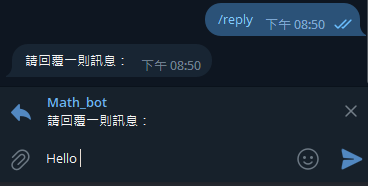 /reply 下午 08:50
請回覆一則訊息： 下午 08:50
Math_bot
請回覆一則訊息：
Hello